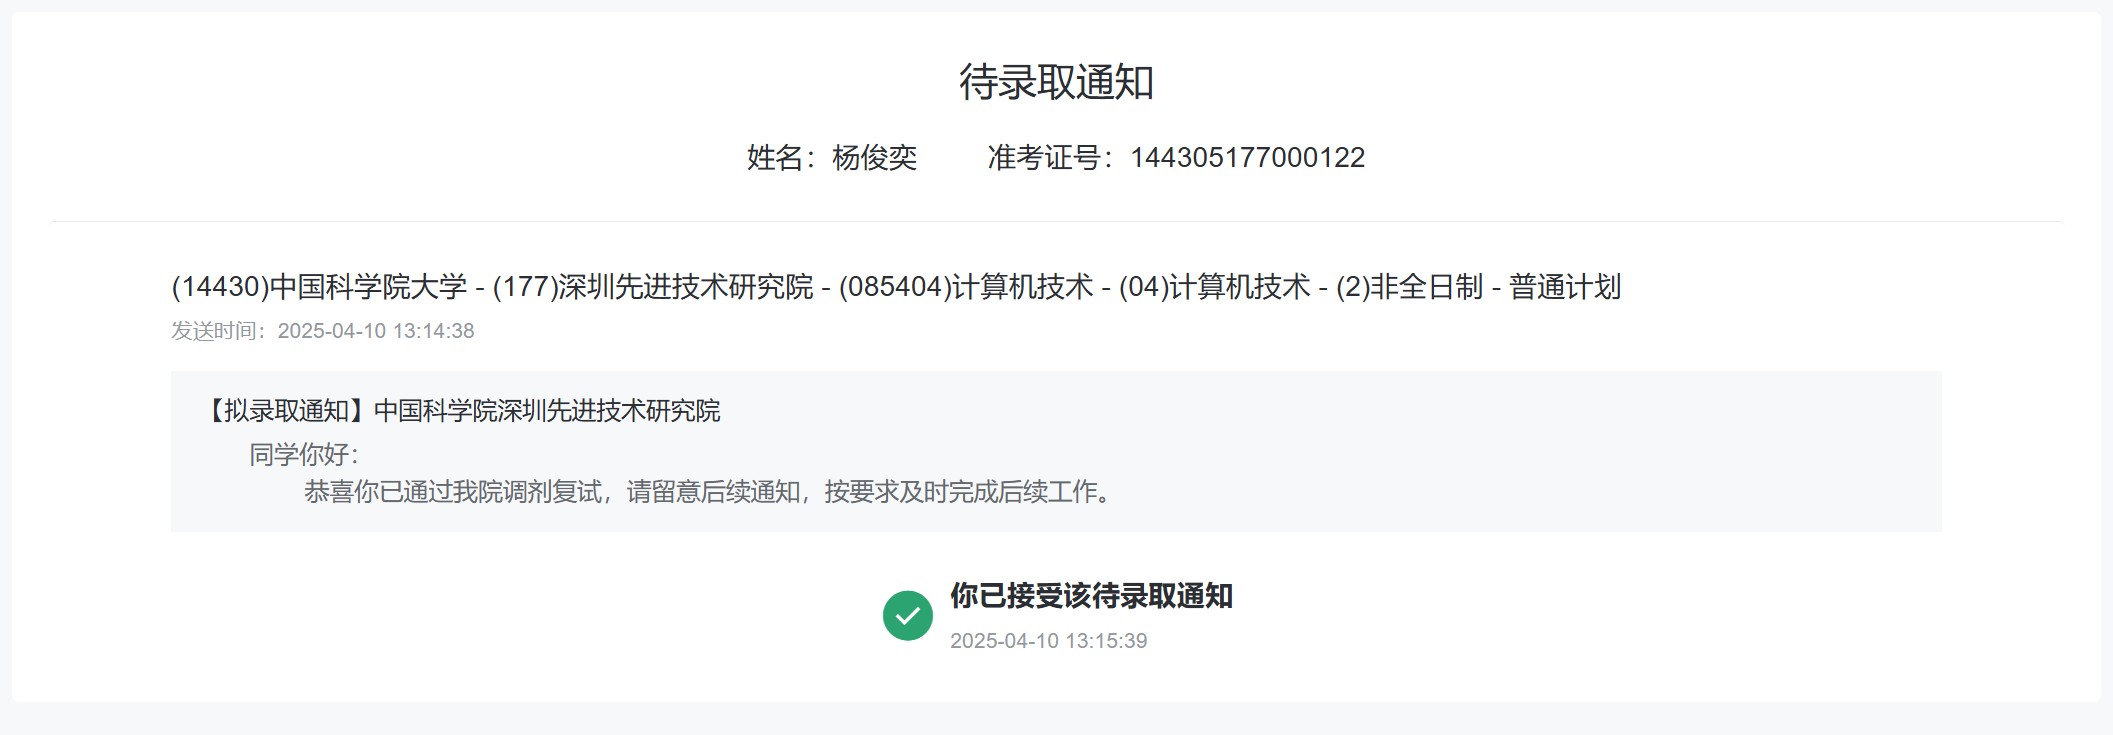 待录取通知
姓名：杨俊奕 准考证号：144305177000122
(14430)中国科学院大学 - (177)深圳先进技术研究院 - (085404)计算机技术 - (04)计算机技术 - (2)非全日制 - 普通计划
发送时间：2025-04-10 13:14:38
【拟录取通知】中国科学院深圳先进技术研究院
同学你好：
恭喜你已通过我院调剂复试，请留意后续通知，按要求及时完成后续工作。
你已接受该待录取通知
2025-04-10 13:15:39